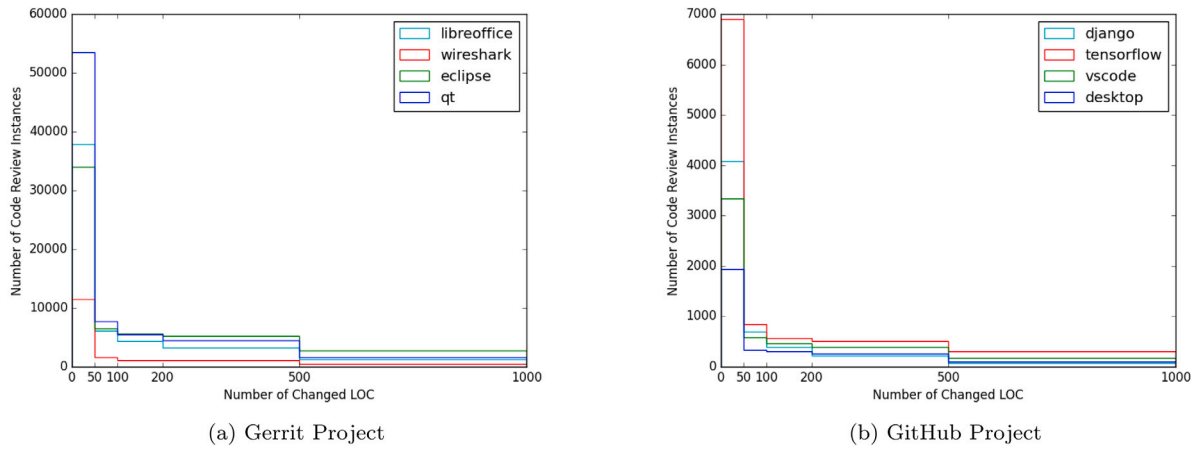 60000
50000
40000
30000
20000
10000
0
Number of Code Review Instances
libreoffice
wireshark
eclipse
qt
0 50 100 200 500 1000
Number of Changed LOC
(a) Gerrit Project
7000
6000
5000
4000
3000
2000
1000
0
Number of Code Review Instances
django
tensorflow
vscode
desktop
0 50 100 200 500 1000
Number of Changed LOC
(b) GitHub Project